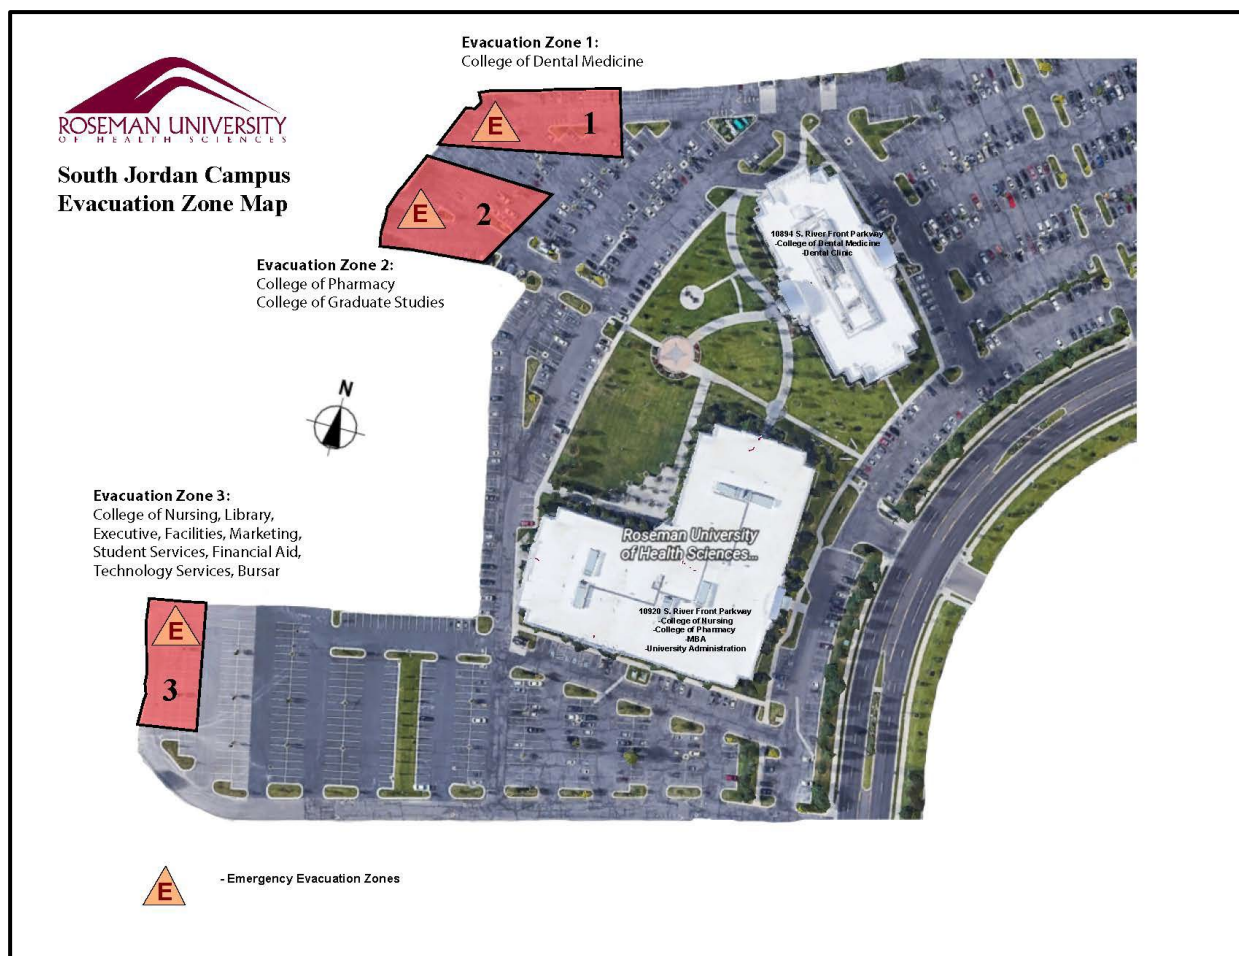 ROSEMAN UNIVERSITY
OF HEALTH SCIENCES
South Jordan Campus
Evacuation Zone Map
Evacuation Zone 1:
College of Dental Medicine
E
1
E
2
Evacuation Zone 2:
College of Pharmacy
College of Graduate Studies
10894 S. River Front Parkway
-College of Dental Medicine
-Dental Clinic
N
Evacuation Zone 3:
College of Nursing, Library,
Executive, Facilities, Marketing,
Student Services, Financial Aid,
Technology Services, Bursar
Roseman University
of Health Sciences...
10920 S. River Front Parkway
-College of Nursing
-College of Pharmacy
-MBA
-University Administration
E
3
E
- Emergency Evacuation Zones